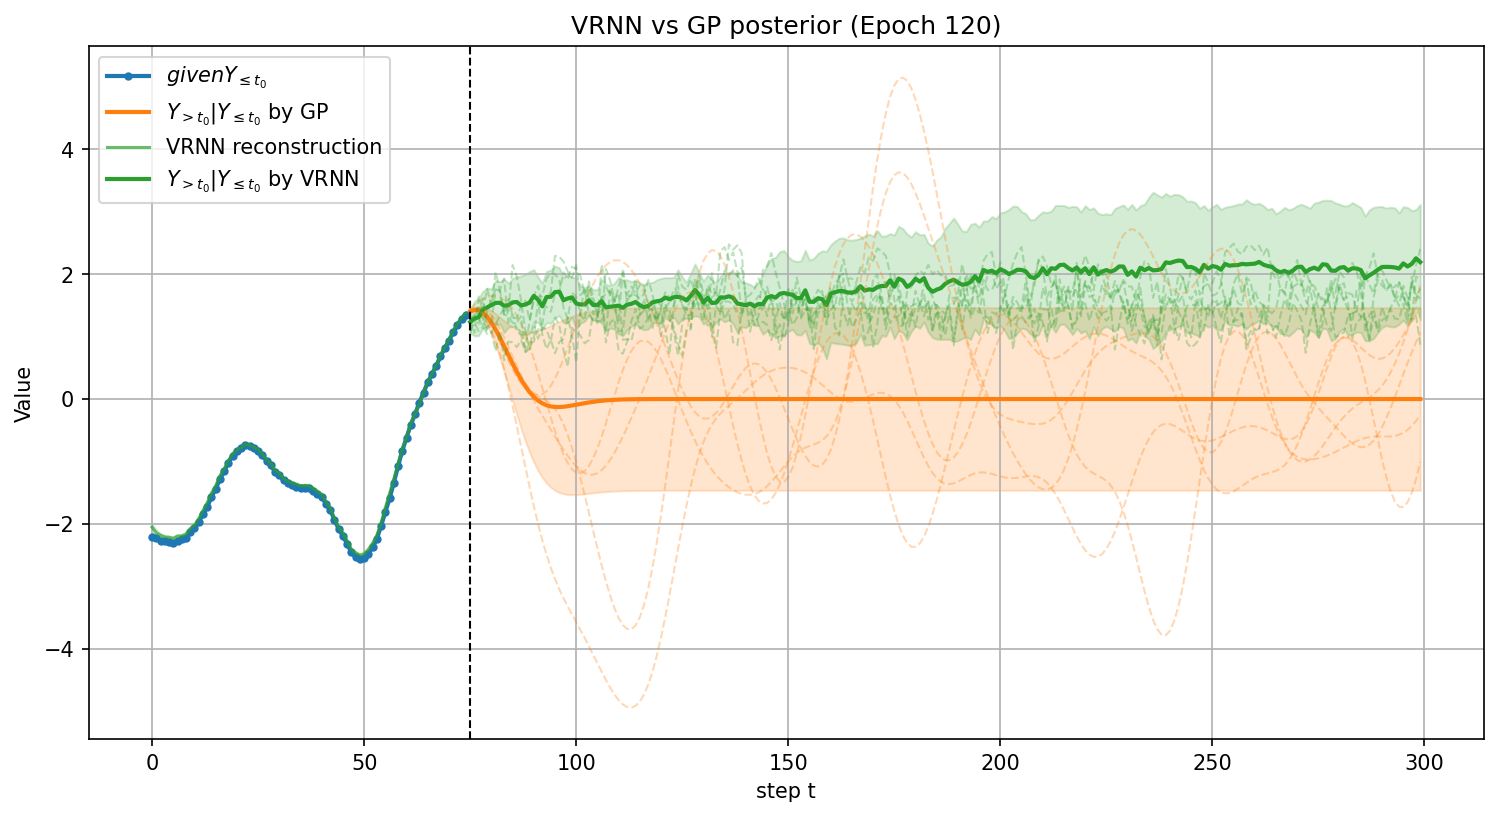 VRNN vs GP posterior (Epoch 120)
givenY≤t₀
Y>t₀|Y≤t₀ by GP
VRNN reconstruction
Y>t₀|Y≤t₀ by VRNN
Value
4
2
0
−2
−4
0 50 100 150 200 250 300
step t